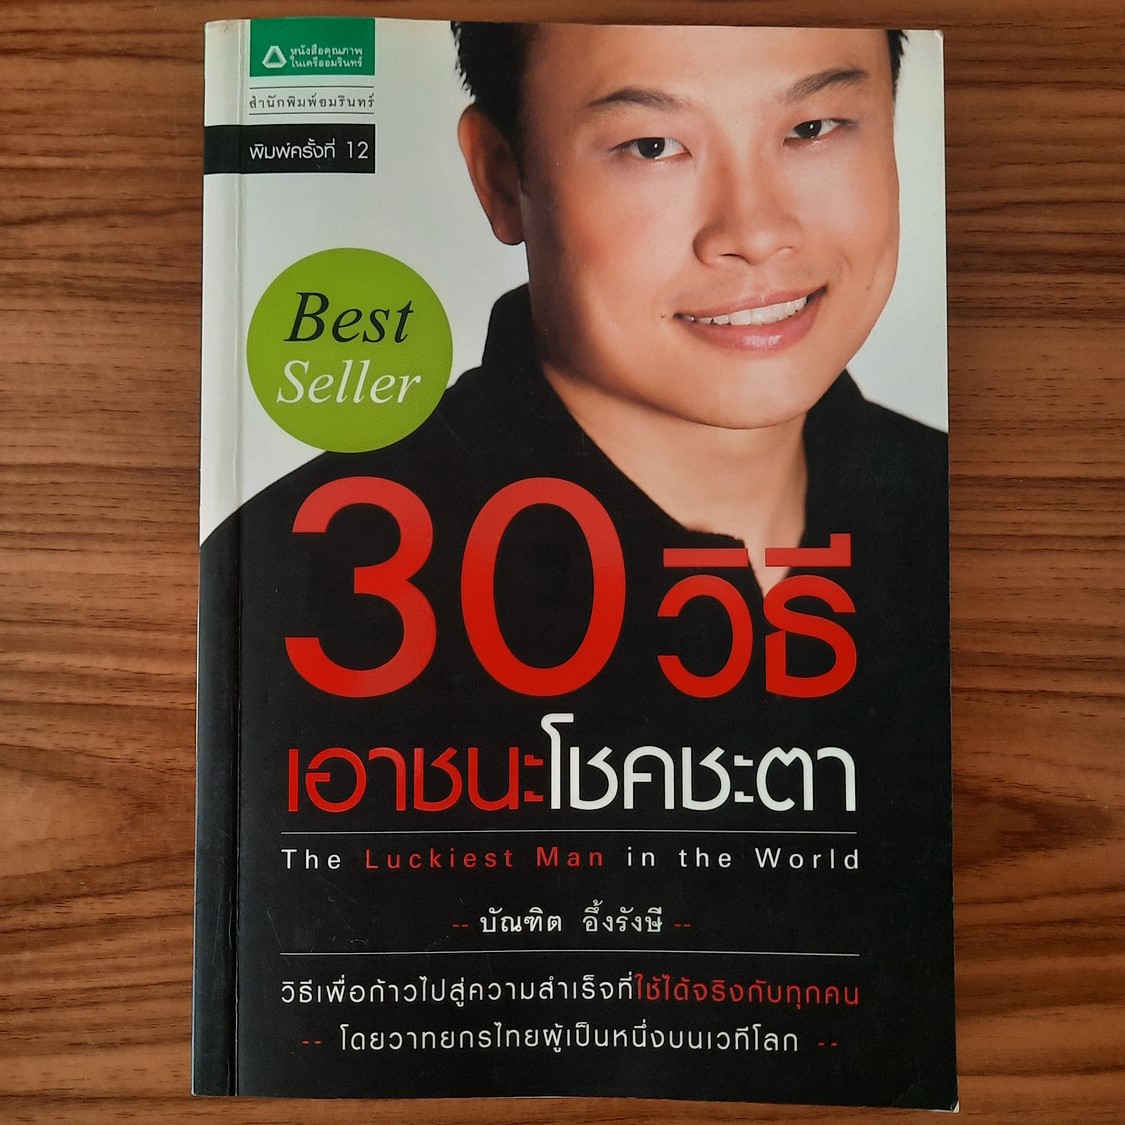 หนังสือคุณภาพ
ในเครืออมรินทร์
สำนักพิมพ์อมรินทร์
พิมพ์ครั้งที่ 12
Best
Seller
30 วิธี
เอาชนะโชคชะตา
The Luckiest Man in the World
-- บัณฑิต อึ้งรังษี --
วิธีเพื่อก้าวไปสู่ความสำเร็จที่ใช้ได้จริงกับทุกคน
-- โดยวาทยกรไทยผู้เป็นหนึ่งบนเวทีโลก --